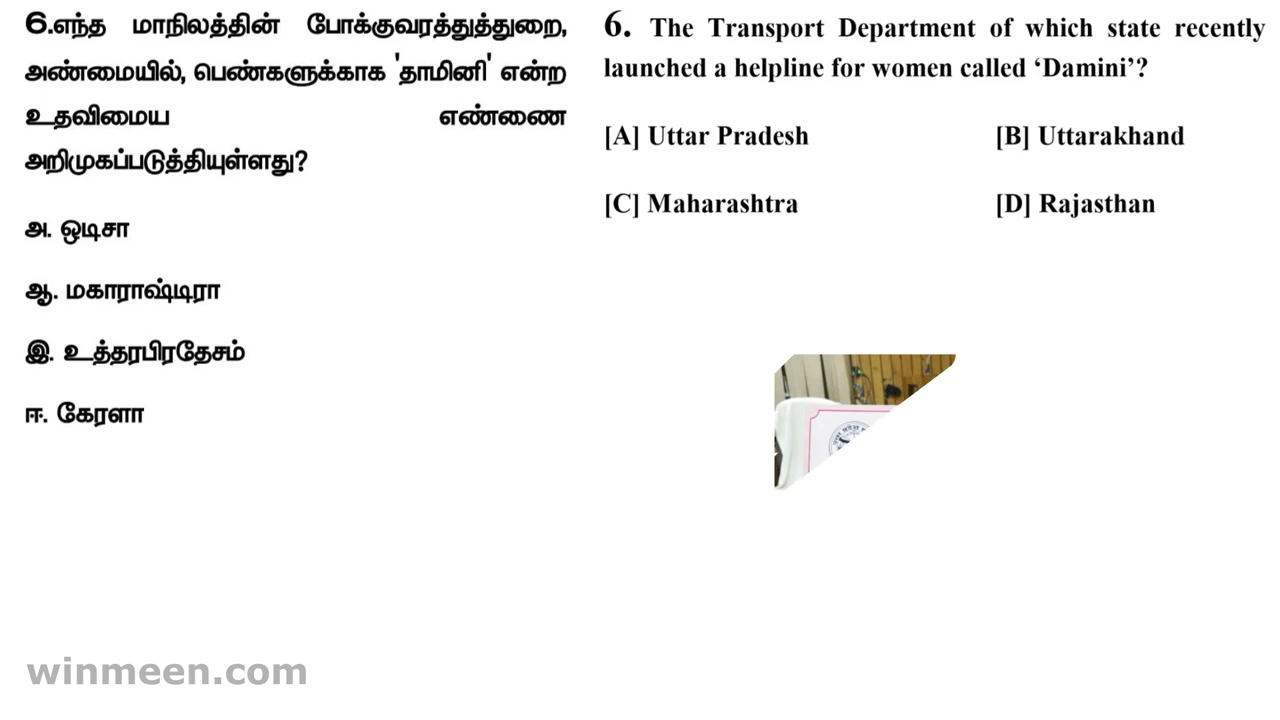 6.எந்த மாநிலத்தின் போக்குவரத்துத்துறை,
அண்மையில், பெண்களுக்காக 'தாமினி' என்ற
உதவிமைய எண்ணை
அறிமுகப்படுத்தியுள்ளது?
அ. ஒடிசா
ஆ. மகாராஷ்டிரா
இ. உத்தரபிரதேசம்
ஈ. கேரளா
6. The Transport Department of which state recently
launched a helpline for women called ‘Damini’?
[A] Uttar Pradesh [B] Uttarakhand
[C] Maharashtra [D] Rajasthan
winmeen.com